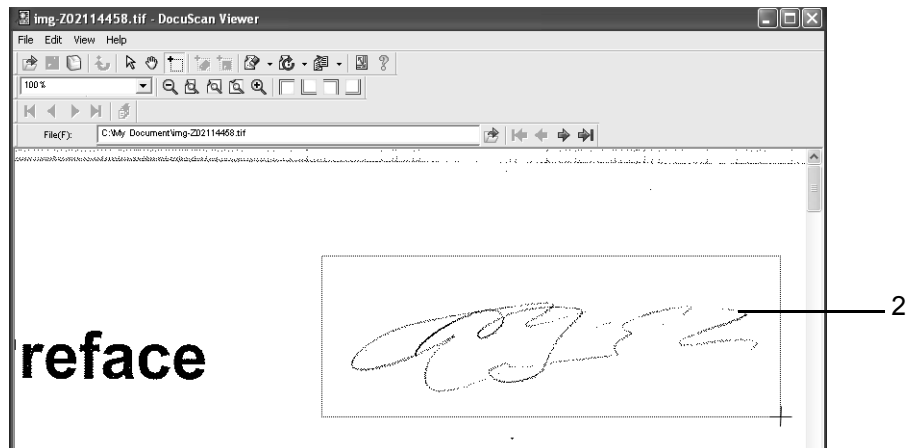 img-Z02114458.tif - DocuScan Viewer
File Edit View Help
100%
File(F): C:\My Document\img-Z02114458.tif
reface
2